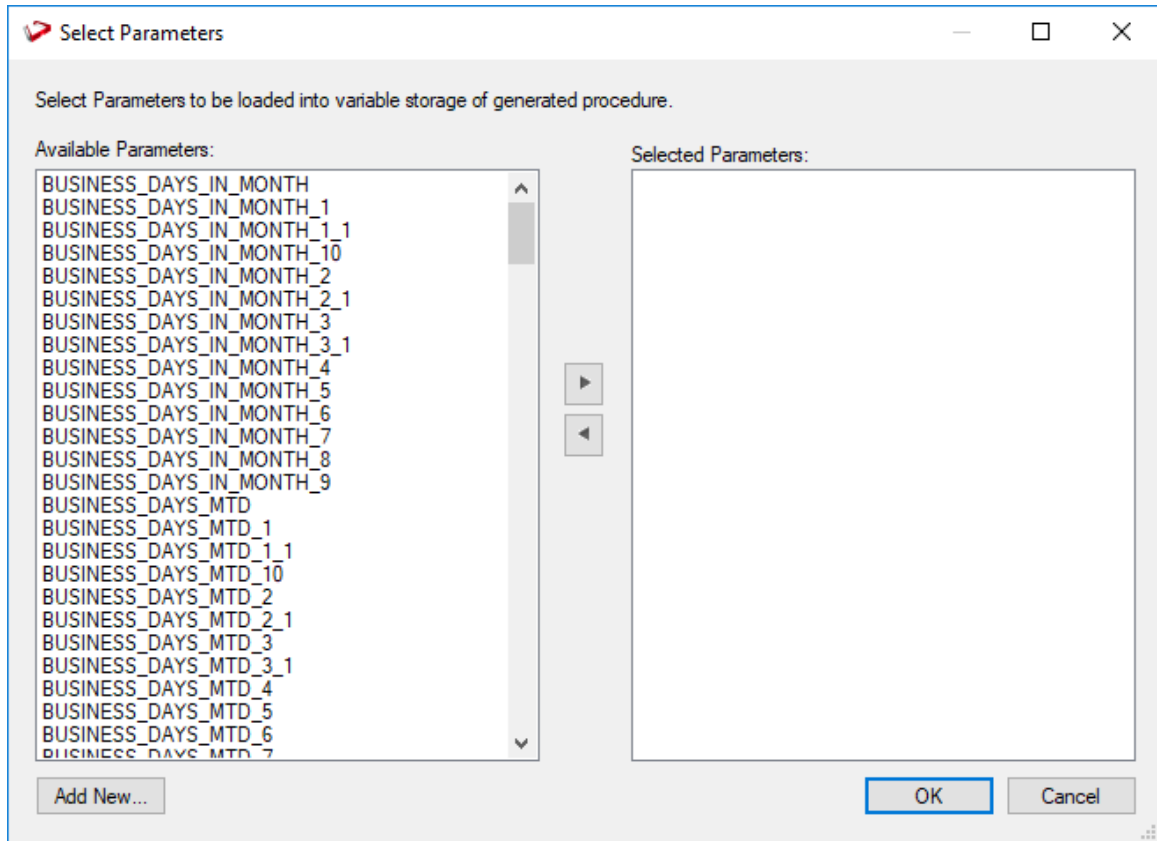 Select Parameters
Select Parameters to be loaded into variable storage of generated procedure.
Available Parameters:
BUSINESS_DAYS_IN_MONTH
BUSINESS_DAYS_IN_MONTH_1
BUSINESS_DAYS_IN_MONTH_1_1
BUSINESS_DAYS_IN_MONTH_10
BUSINESS_DAYS_IN_MONTH_2
BUSINESS_DAYS_IN_MONTH_2_1
BUSINESS_DAYS_IN_MONTH_3
BUSINESS_DAYS_IN_MONTH_3_1
BUSINESS_DAYS_IN_MONTH_4
BUSINESS_DAYS_IN_MONTH_5
BUSINESS_DAYS_IN_MONTH_6
BUSINESS_DAYS_IN_MONTH_7
BUSINESS_DAYS_IN_MONTH_8
BUSINESS_DAYS_IN_MONTH_9
BUSINESS_DAYS_MTD
BUSINESS_DAYS_MTD_1
BUSINESS_DAYS_MTD_1_1
BUSINESS_DAYS_MTD_10
BUSINESS_DAYS_MTD_2
BUSINESS_DAYS_MTD_2_1
BUSINESS_DAYS_MTD_3
BUSINESS_DAYS_MTD_3_1
BUSINESS_DAYS_MTD_4
BUSINESS_DAYS_MTD_5
BUSINESS_DAYS_MTD_6
BUSINESS_DAYS_MTD_7
Selected Parameters:
Add New...
OK
Cancel